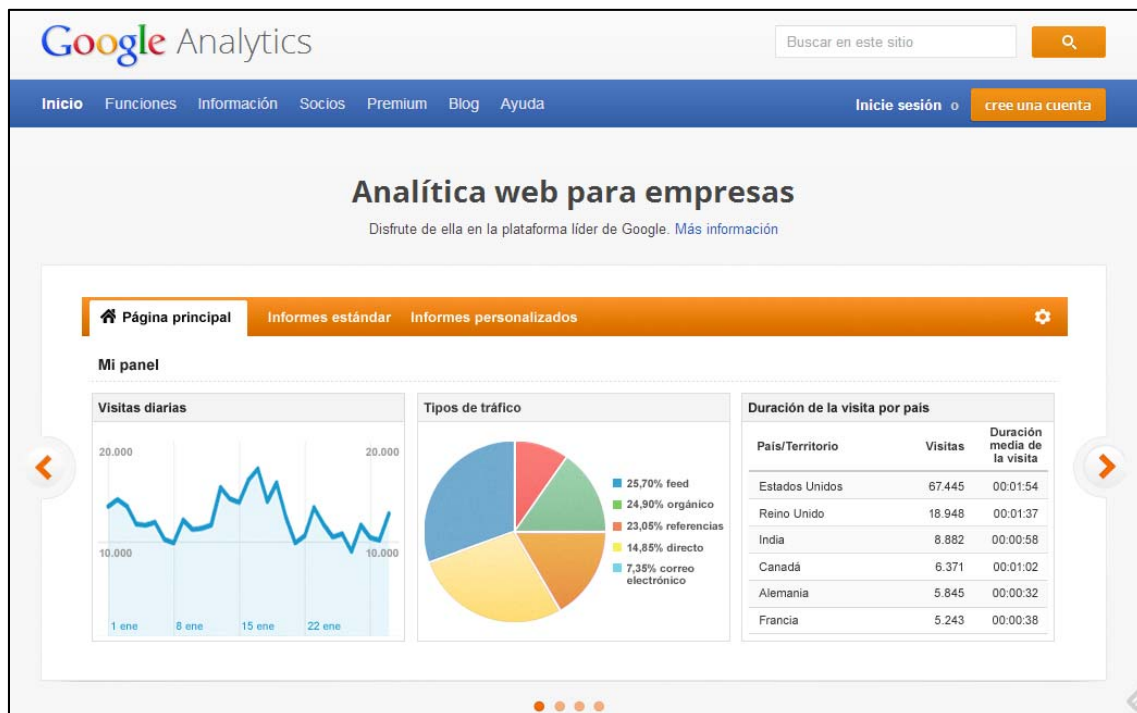 Google Analytics
Buscar en este sitio
Inicio Funciones Información Socios Premium Blog Ayuda
Inicie sesión o cree una cuenta
Analítica web para empresas
Disfrute de ella en la plataforma líder de Google. Más información
Página principal Informes estándar Informes personalizados
Mi panel
Visitas diarias
20.000 20.000
10.000 10.000
1 ene 8 ene 15 ene 22 ene
Tipos de tráfico
25,70% feed
24,90% orgánico
23,05% referencias
14,85% directo
7,35% correo
electrónico
Duración de la visita por país
País/Territorio Visitas Duración
media de
la visita
Estados Unidos 67.445 00:01:54
Reino Unido 18.948 00:01:37
India 8.882 00:00:58
Canadá 6.371 00:01:02
Alemania 5.845 00:00:32
Francia 5.243 00:00:38